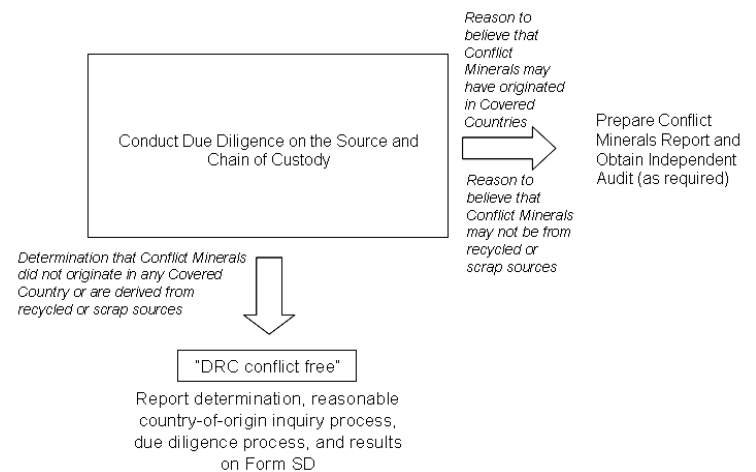 Reason to
believe that
Conflict
Minerals may
have originated
in Covered
Countries
Conduct Due Diligence on the Source and
Chain of Custody
Prepare Conflict
Minerals Report and
Obtain Independent
Audit (as required)
Reason to
believe that
Conflict Minerals
may not be from
recycled or
scrap sources
Determination that Conflict Minerals
did not originate in any Covered
Country or are derived from
recycled or scrap sources
"DRC conflict free"
Report determination, reasonable
country-of-origin inquiry process,
due diligence process, and results
on Form SD